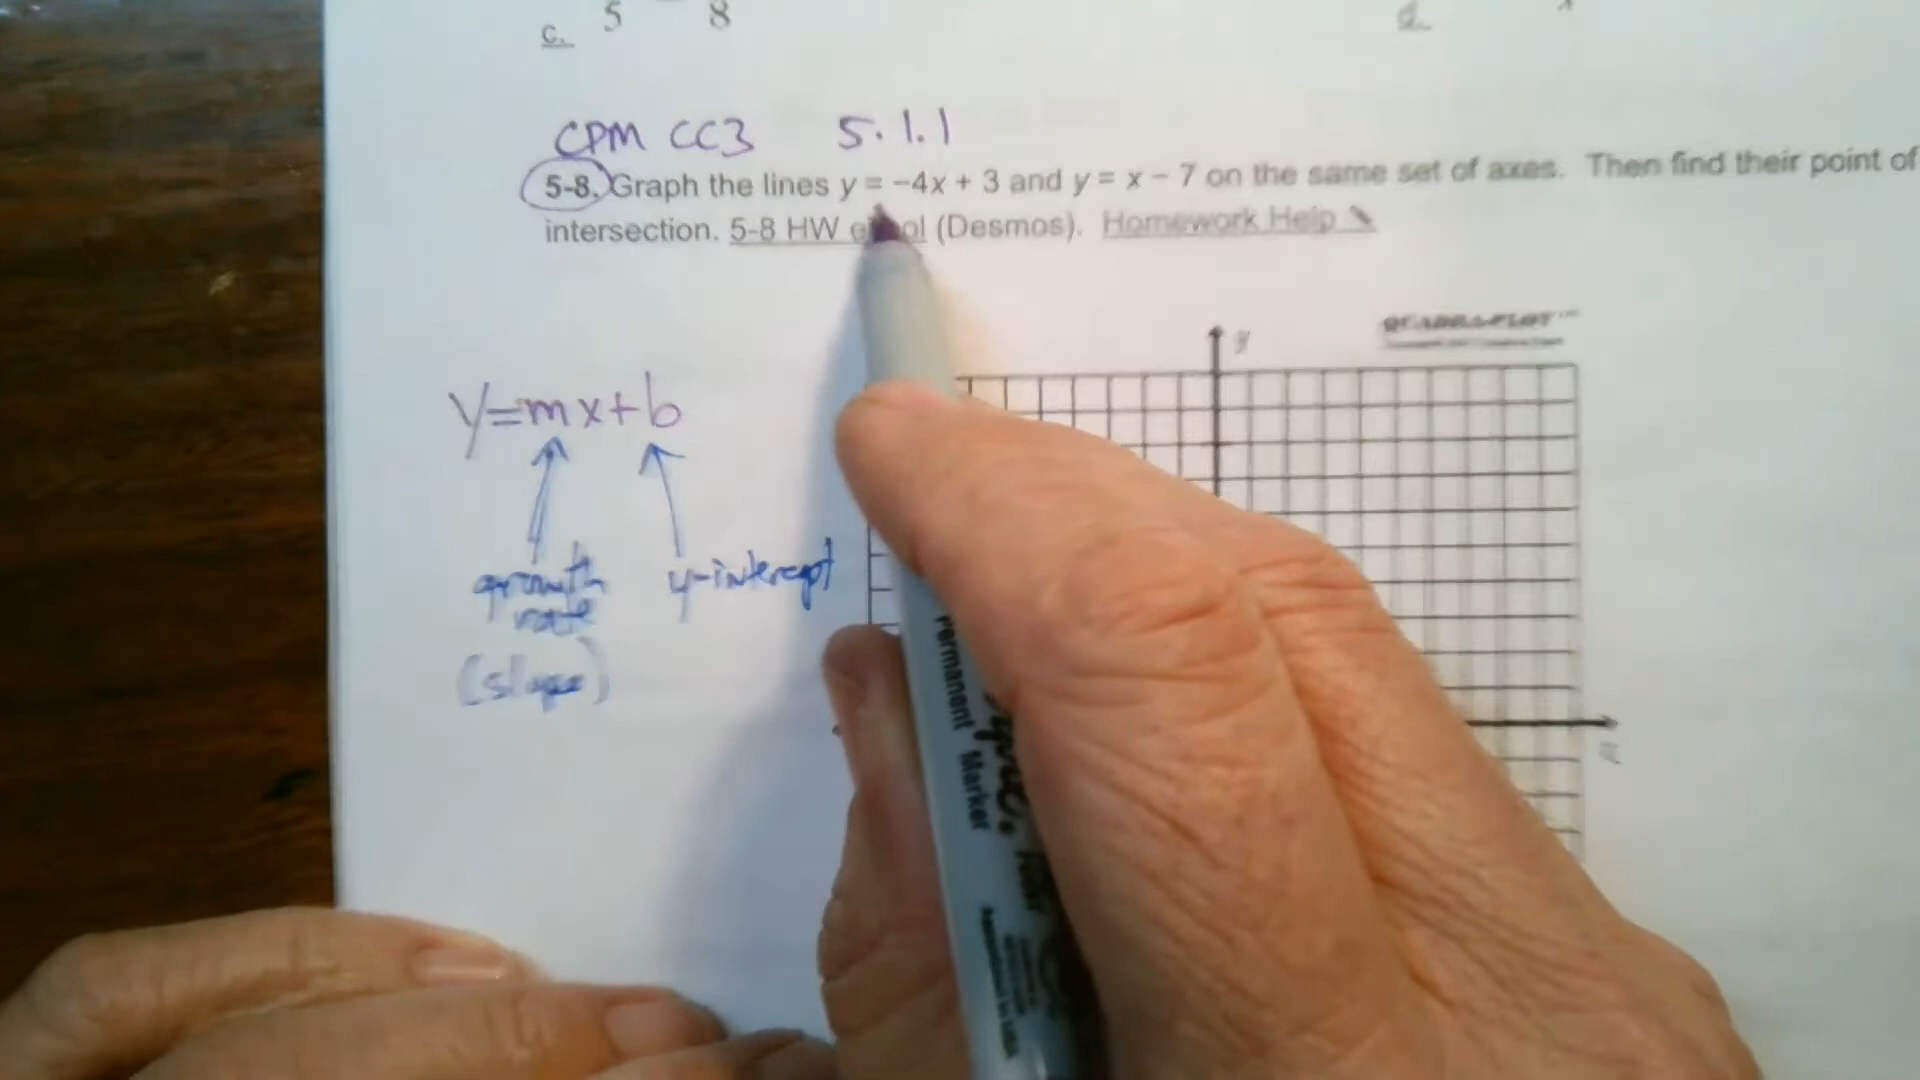 c. 5 8
d.
CPM CC3 5.1.1
5-8. Graph the lines y = −4x + 3 and y = x − 7 on the same set of axes. Then find their point of
intersection. 5-8 HW (Desmos). Homework Help ✎
QUADRA-PLOT™
y
y=mx+b
growth
rate
y-intercept
(slope)
Permanent Marker
x